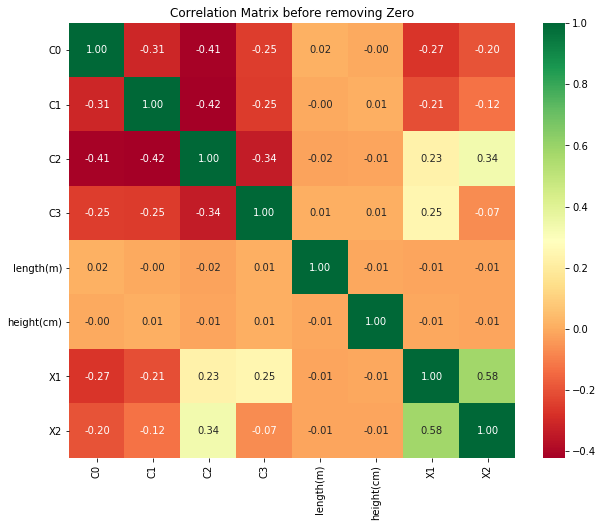 Correlation Matrix before removing Zero
C0 1.00 -0.31 -0.41 -0.25 0.02 -0.00 -0.27 -0.20
C1 -0.31 1.00 -0.42 -0.25 -0.00 0.01 -0.21 -0.12
C2 -0.41 -0.42 1.00 -0.34 -0.02 -0.01 0.23 0.34
C3 -0.25 -0.25 -0.34 1.00 0.01 0.01 0.25 -0.07
length(m) 0.02 -0.00 -0.02 0.01 1.00 -0.01 -0.01 -0.01
height(cm) -0.00 0.01 -0.01 0.01 -0.01 1.00 -0.01 -0.01
X1 -0.27 -0.21 0.23 0.25 -0.01 -0.01 1.00 0.58
X2 -0.20 -0.12 0.34 -0.07 -0.01 -0.01 0.58 1.00
C0 C1 C2 C3 length(m) height(cm) X1 X2
1.0
0.8
0.6
0.4
0.2
0.0
−0.2
−0.4